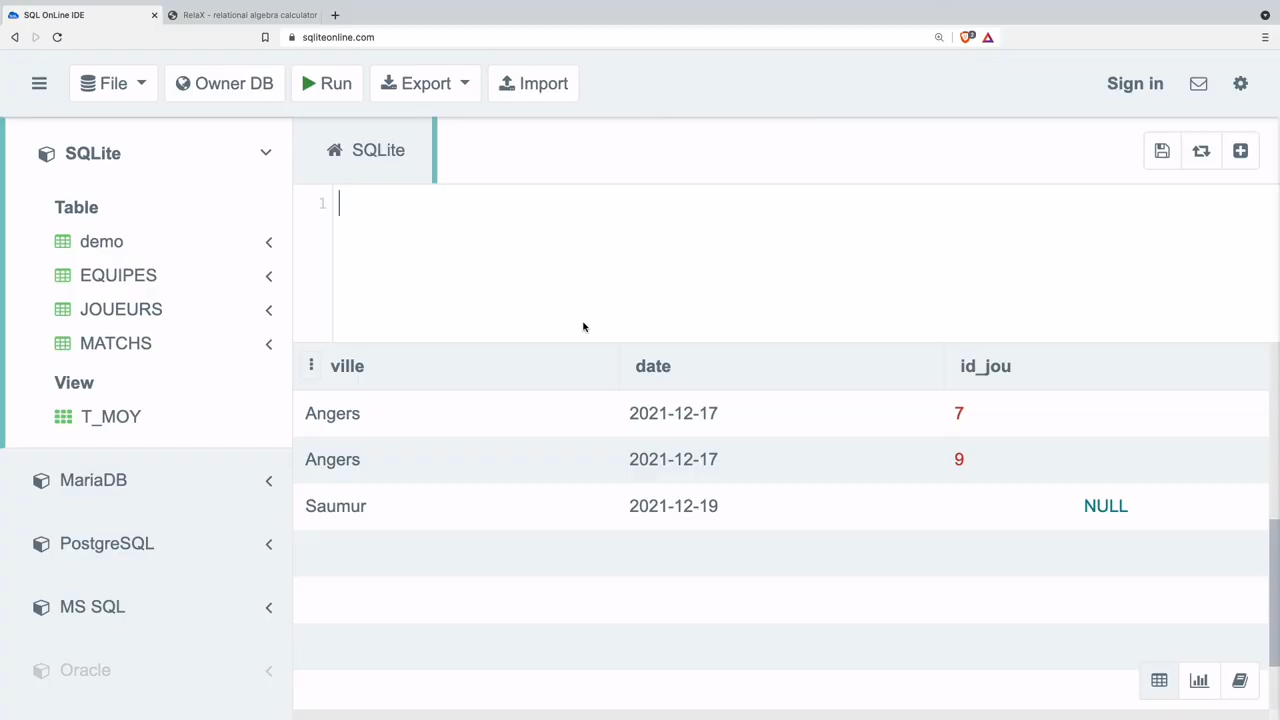 SQL OnLine IDE
RelaX - relational algebra calculator
sqliteonline.com
2
File
Owner DB
Run
Export
Import
Sign in
SQLite
SQLite
1
Table
demo
EQUIPES
JOUEURS
MATCHS
View
T_MOY
MariaDB
PostgreSQL
MS SQL
Oracle
ville date id_jou
Angers 2021-12-17 7
Angers 2021-12-17 9
Saumur 2021-12-19 NULL